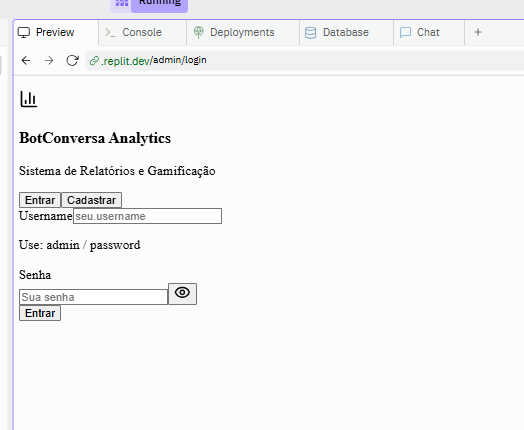 Running
Preview
Console
Deployments
Database
Chat
.replit.dev/admin/login
BotConversa Analytics
Sistema de Relatórios e Gamificação
Entrar Cadastrar
Username seu.username
Use: admin / password
Senha
Sua senha
Entrar